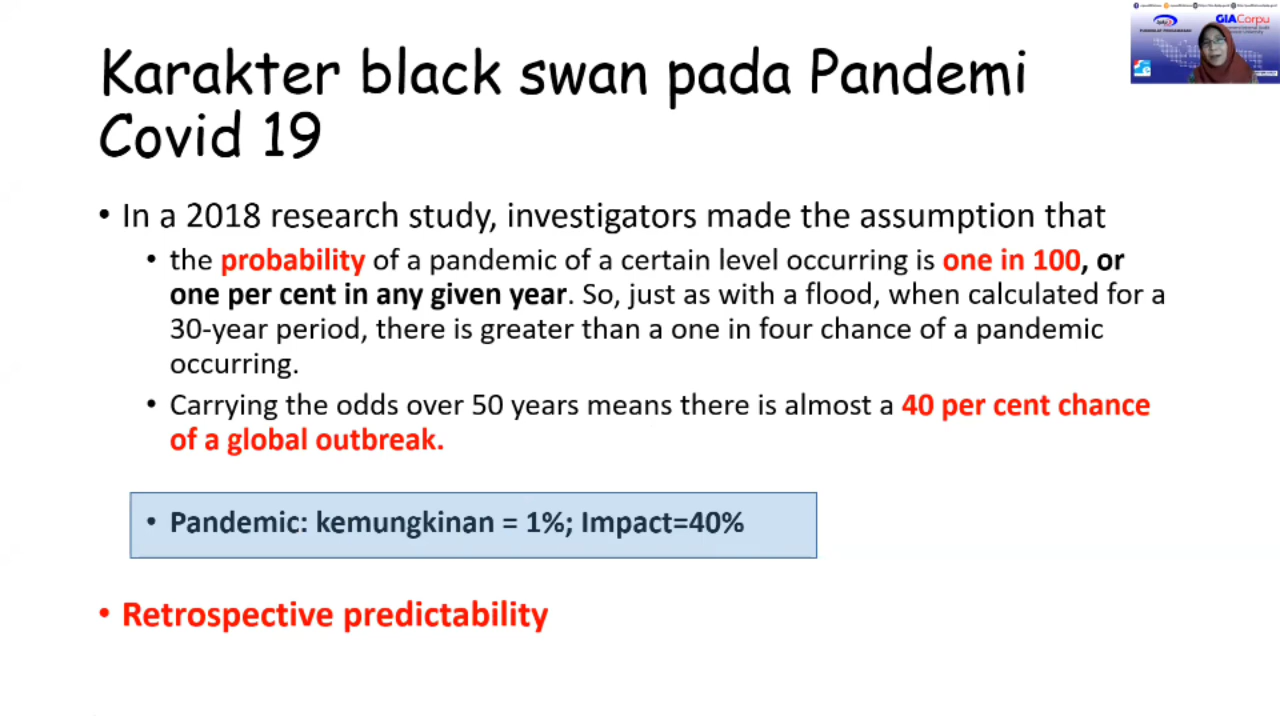 Karakter black swan pada Pandemi
Covid 19
GIACorpu
• In a 2018 research study, investigators made the assumption that
• the probability of a pandemic of a certain level occurring is one in 100, or
one per cent in any given year. So, just as with a flood, when calculated for a
30-year period, there is greater than a one in four chance of a pandemic
occurring.
• Carrying the odds over 50 years means there is almost a 40 per cent chance
of a global outbreak.
• Pandemic: kemungkinan = 1%; Impact=40%
• Retrospective predictability